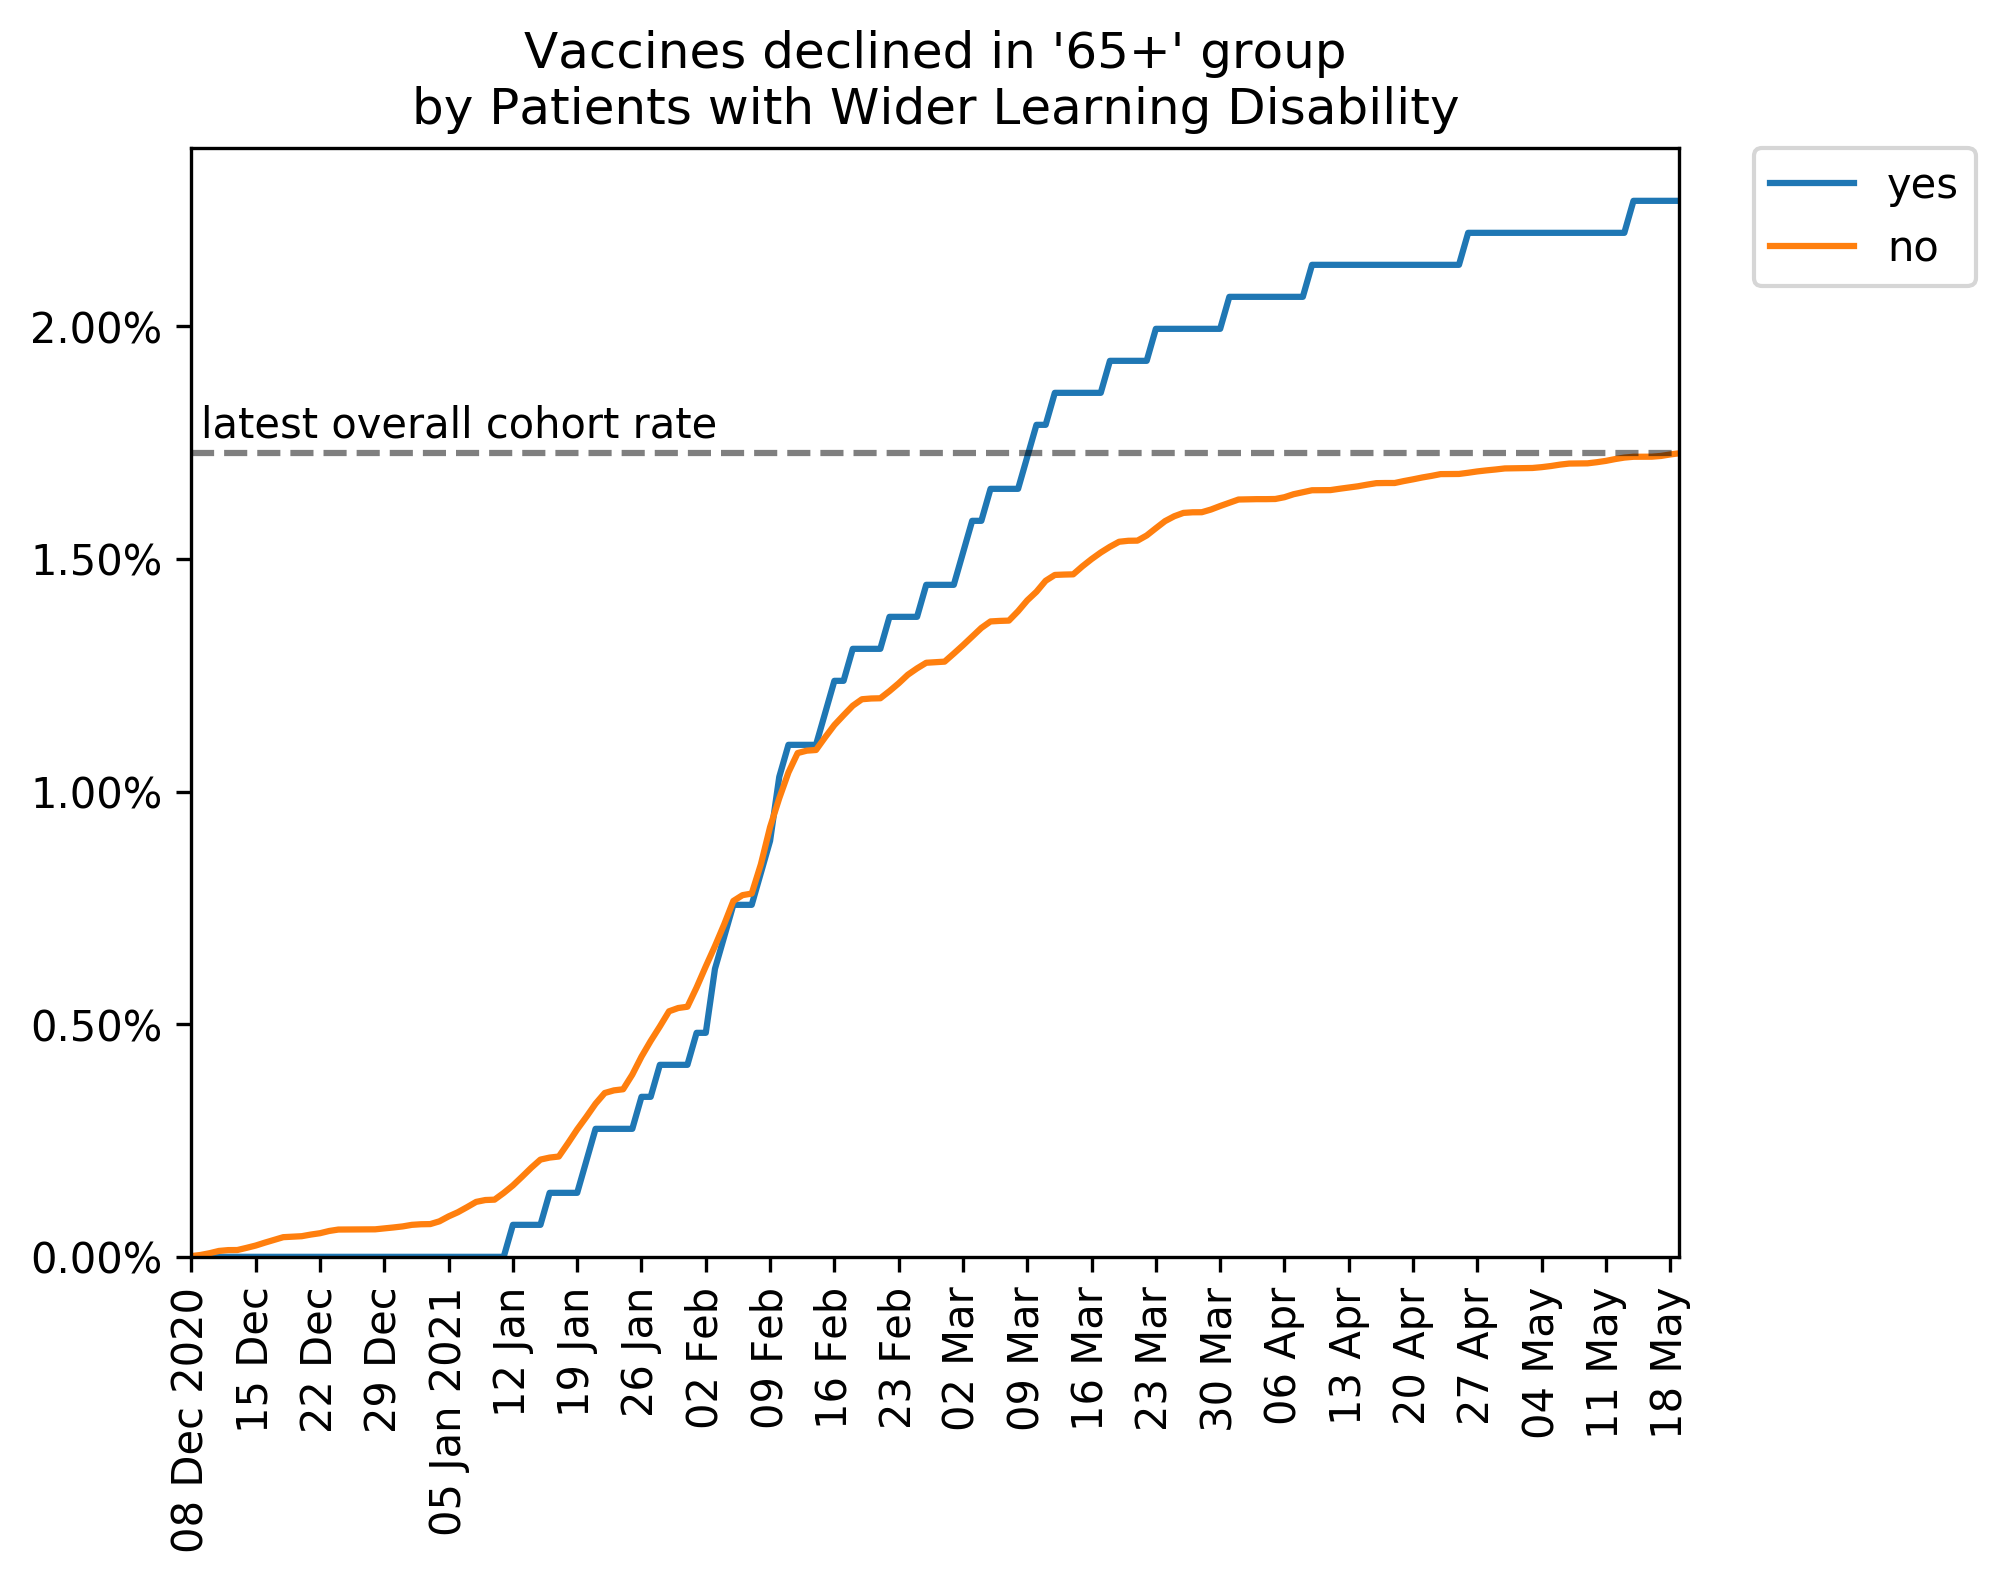 Vaccines declined in '65+' group
by Patients with Wider Learning Disability
yes
no
2.00%
latest overall cohort rate
1.50%
1.00%
0.50%
0.00%
08 Dec 2020
15 Dec
22 Dec
29 Dec
05 Jan 2021
12 Jan
19 Jan
26 Jan
02 Feb
09 Feb
16 Feb
23 Feb
02 Mar
09 Mar
16 Mar
23 Mar
30 Mar
06 Apr
13 Apr
20 Apr
27 Apr
04 May
11 May
18 May